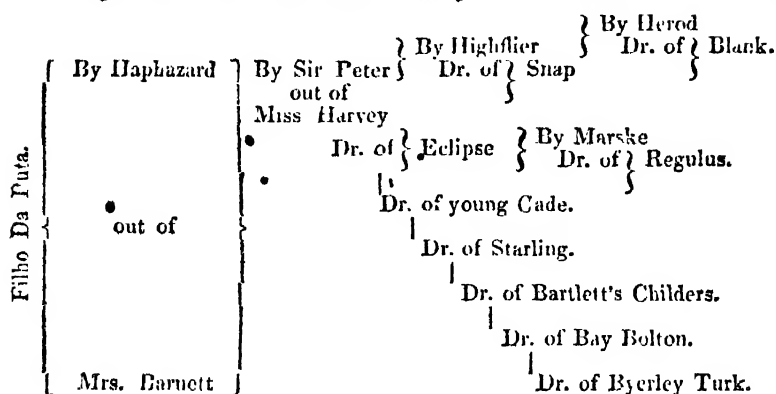 By Herod
By Highflier Dr. of Blank.
By Haphazard By Sir Peter Dr. of Snap
out of
Miss Harvey
By Marske
Dr. of Eclipse Dr. of Regulus.
Dr. of young Cade.
out of
Dr. of Starling.
Filho Da Puta.
Dr. of Bartlett's Childers.
Dr. of Bay Bolton.
Mrs. Barnett Dr. of Byerley Turk.